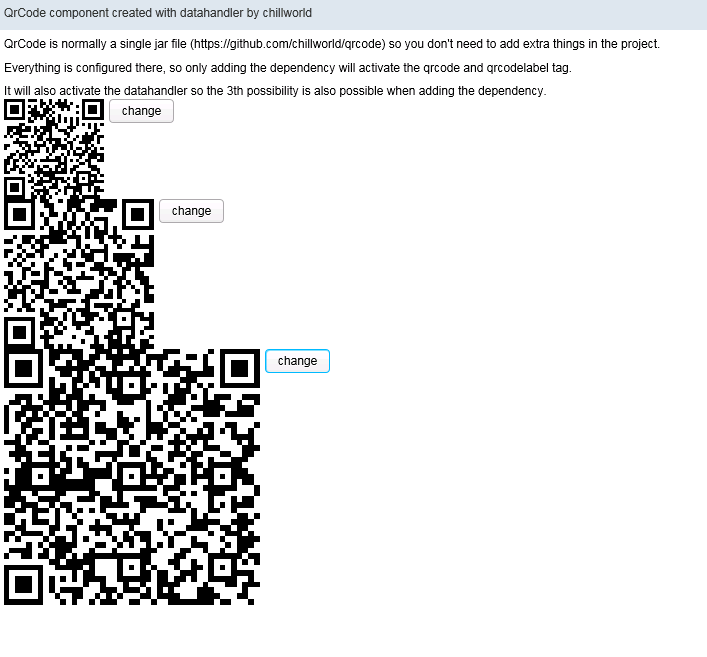 QrCode component created with datahandler by chillworld
QrCode is normally a single jar file (https://github.com/chillworld/qrcode) so you don't need to add extra things in the project.
Everything is configured there, so only adding the dependency will activate the qrcode and qrcodelabel tag.
It will also activate the datahandler so the 3th possibility is also possible when adding the dependency.
change
change
change